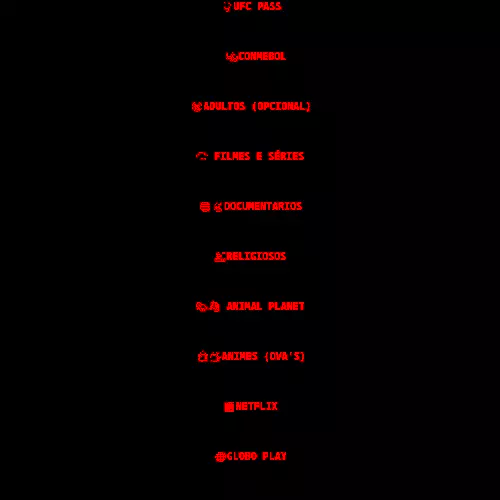 UFC PASS
CONMEBOL
ADULTOS (OPCIONAL)
FILMES E SÉRIES
DOCUMENTARIOS
RELIGIOSOS
ANIMAL PLANET
ANIMES (OVA'S)
NETFLIX
GLOBO PLAY